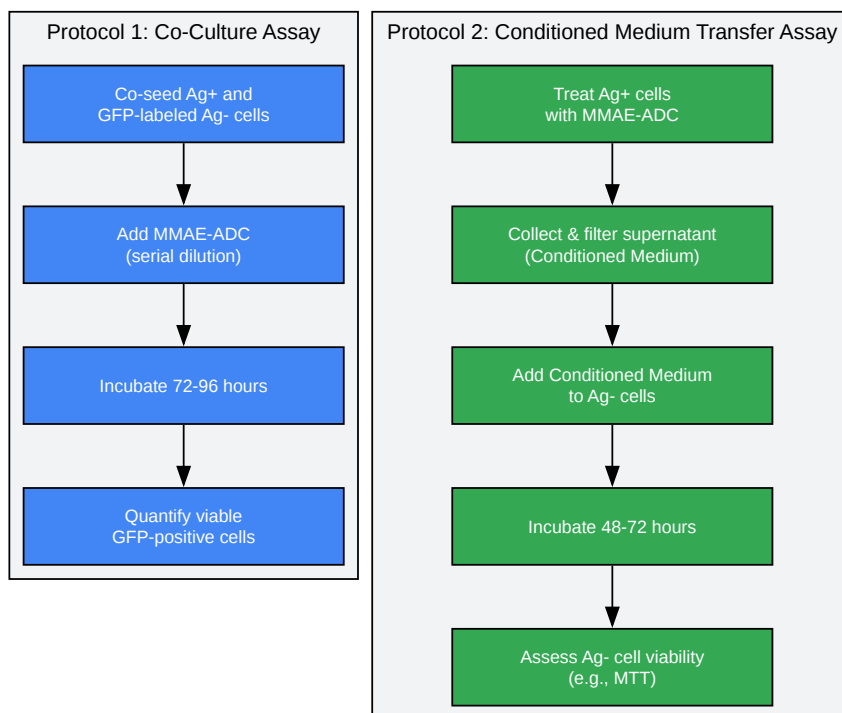 Protocol 1: Co-Culture Assay
Co-seed Ag+ and
GFP-labeled Ag- cells
Add MMAE-ADC
(serial dilution)
Incubate 72-96 hours
Quantify viable
GFP-positive cells
Protocol 2: Conditioned Medium Transfer Assay
Treat Ag+ cells
with MMAE-ADC
Collect & filter supernatant
(Conditioned Medium)
Add Conditioned Medium
to Ag- cells
Incubate 48-72 hours
Assess Ag- cell viability
(e.g., MTT)